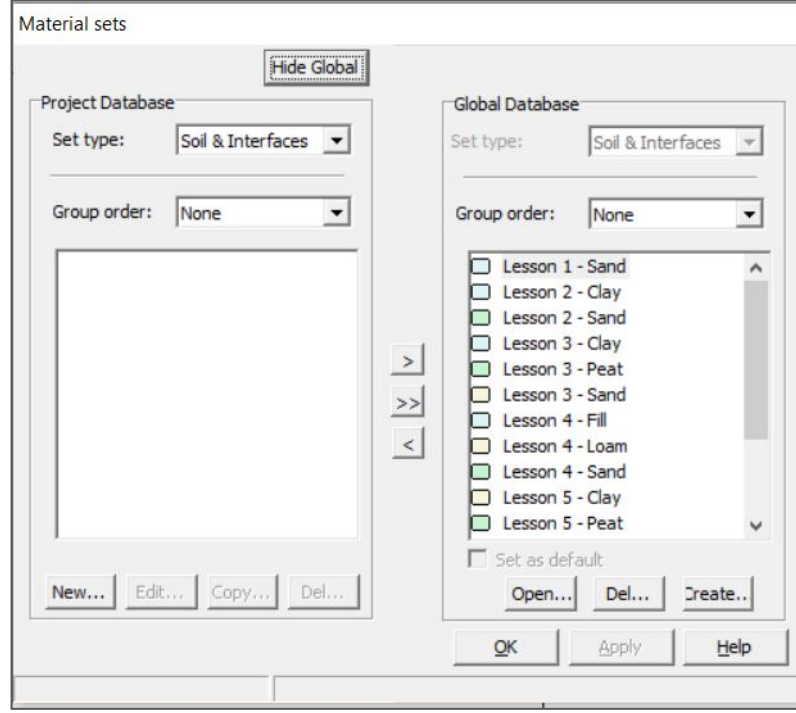 Material sets
Hide Global
Project Database
Set type: Soil & Interfaces
Group order: None
>
>>
<
New... Edit... Copy... Del...
Global Database
Set type: Soil & Interfaces
Group order: None
Lesson 1 - Sand
Lesson 2 - Clay
Lesson 2 - Sand
Lesson 3 - Clay
Lesson 3 - Peat
Lesson 3 - Sand
Lesson 4 - Fill
Lesson 4 - Loam
Lesson 4 - Sand
Lesson 5 - Clay
Lesson 5 - Peat
Set as default
Open... Del... Create..
OK Apply Help